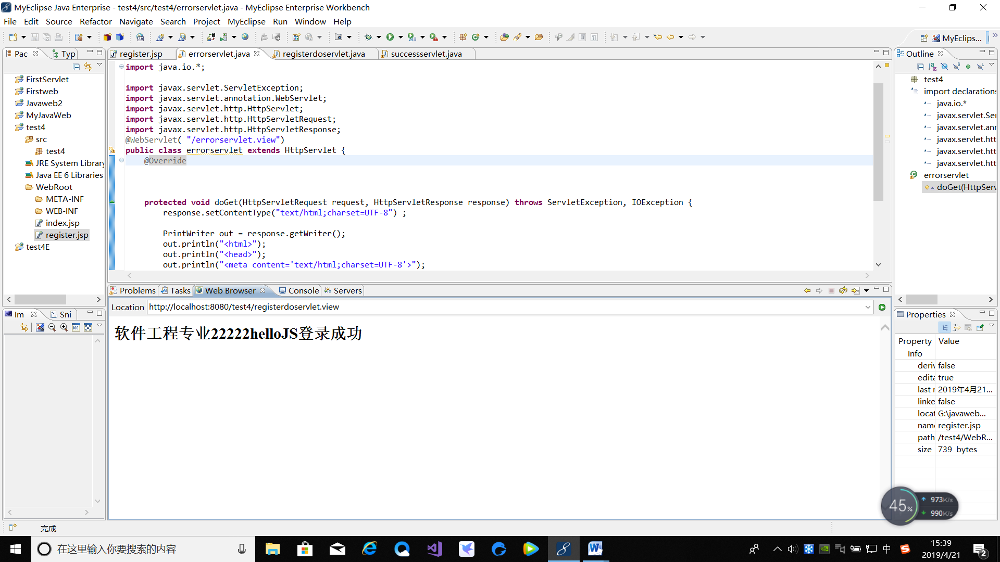 MyEclipse Java Enterprise - test4/src/test4/errorservlet.java - MyEclipse Enterprise Workbench
File Edit Source Refactor Navigate Search Project MyEclipse Run Window Help
MyEclips...
Pac Typ
FirstServlet
Firstweb
Javaweb2
MyJavaWeb
test4
src
test4
JRE System Library
Java EE 6 Libraries
WebRoot
META-INF
WEB-INF
index.jsp
register.jsp
test4E
register.jsp errorservlet.java registerdoservlet.java successservlet.java
import java.io.*;
import javax.servlet.ServletException;
import javax.servlet.annotation.WebServlet;
import javax.servlet.http.HttpServlet;
import javax.servlet.http.HttpServletRequest;
import javax.servlet.http.HttpServletResponse;
@WebServlet( "/errorservlet.view")
public class errorservlet extends HttpServlet {
@Override
protected void doGet(HttpServletRequest request, HttpServletResponse response) throws ServletException, IOException {
response.setContentType("text/html;charset=UTF-8") ;
PrintWriter out = response.getWriter();
out.println("<html>");
out.println("<head>");
out.println("<meta content='text/html;charset=UTF-8'>");
Outline
test4
import declarations
java.io.*
javax.servlet.Ser
javax.servlet.ann
javax.servlet.htt
javax.servlet.htt
javax.servlet.htt
errorservlet
doGet(HttpServ
Im Sni
Problems Tasks Web Browser Console Servers
Location http://localhost:8080/test4/registerdoservlet.view
软件工程专业22222helloJS登录成功
Properties
Property Value
Info
deriv false
edita true
last r 2019年4月21...
linke false
locat G:\javaweb...
name register.jsp
path /test4/WebR...
size 739 bytes
45%
973K/s
990K/s
完成
在这里输入你要搜索的内容
中
15:39
2019/4/21
2